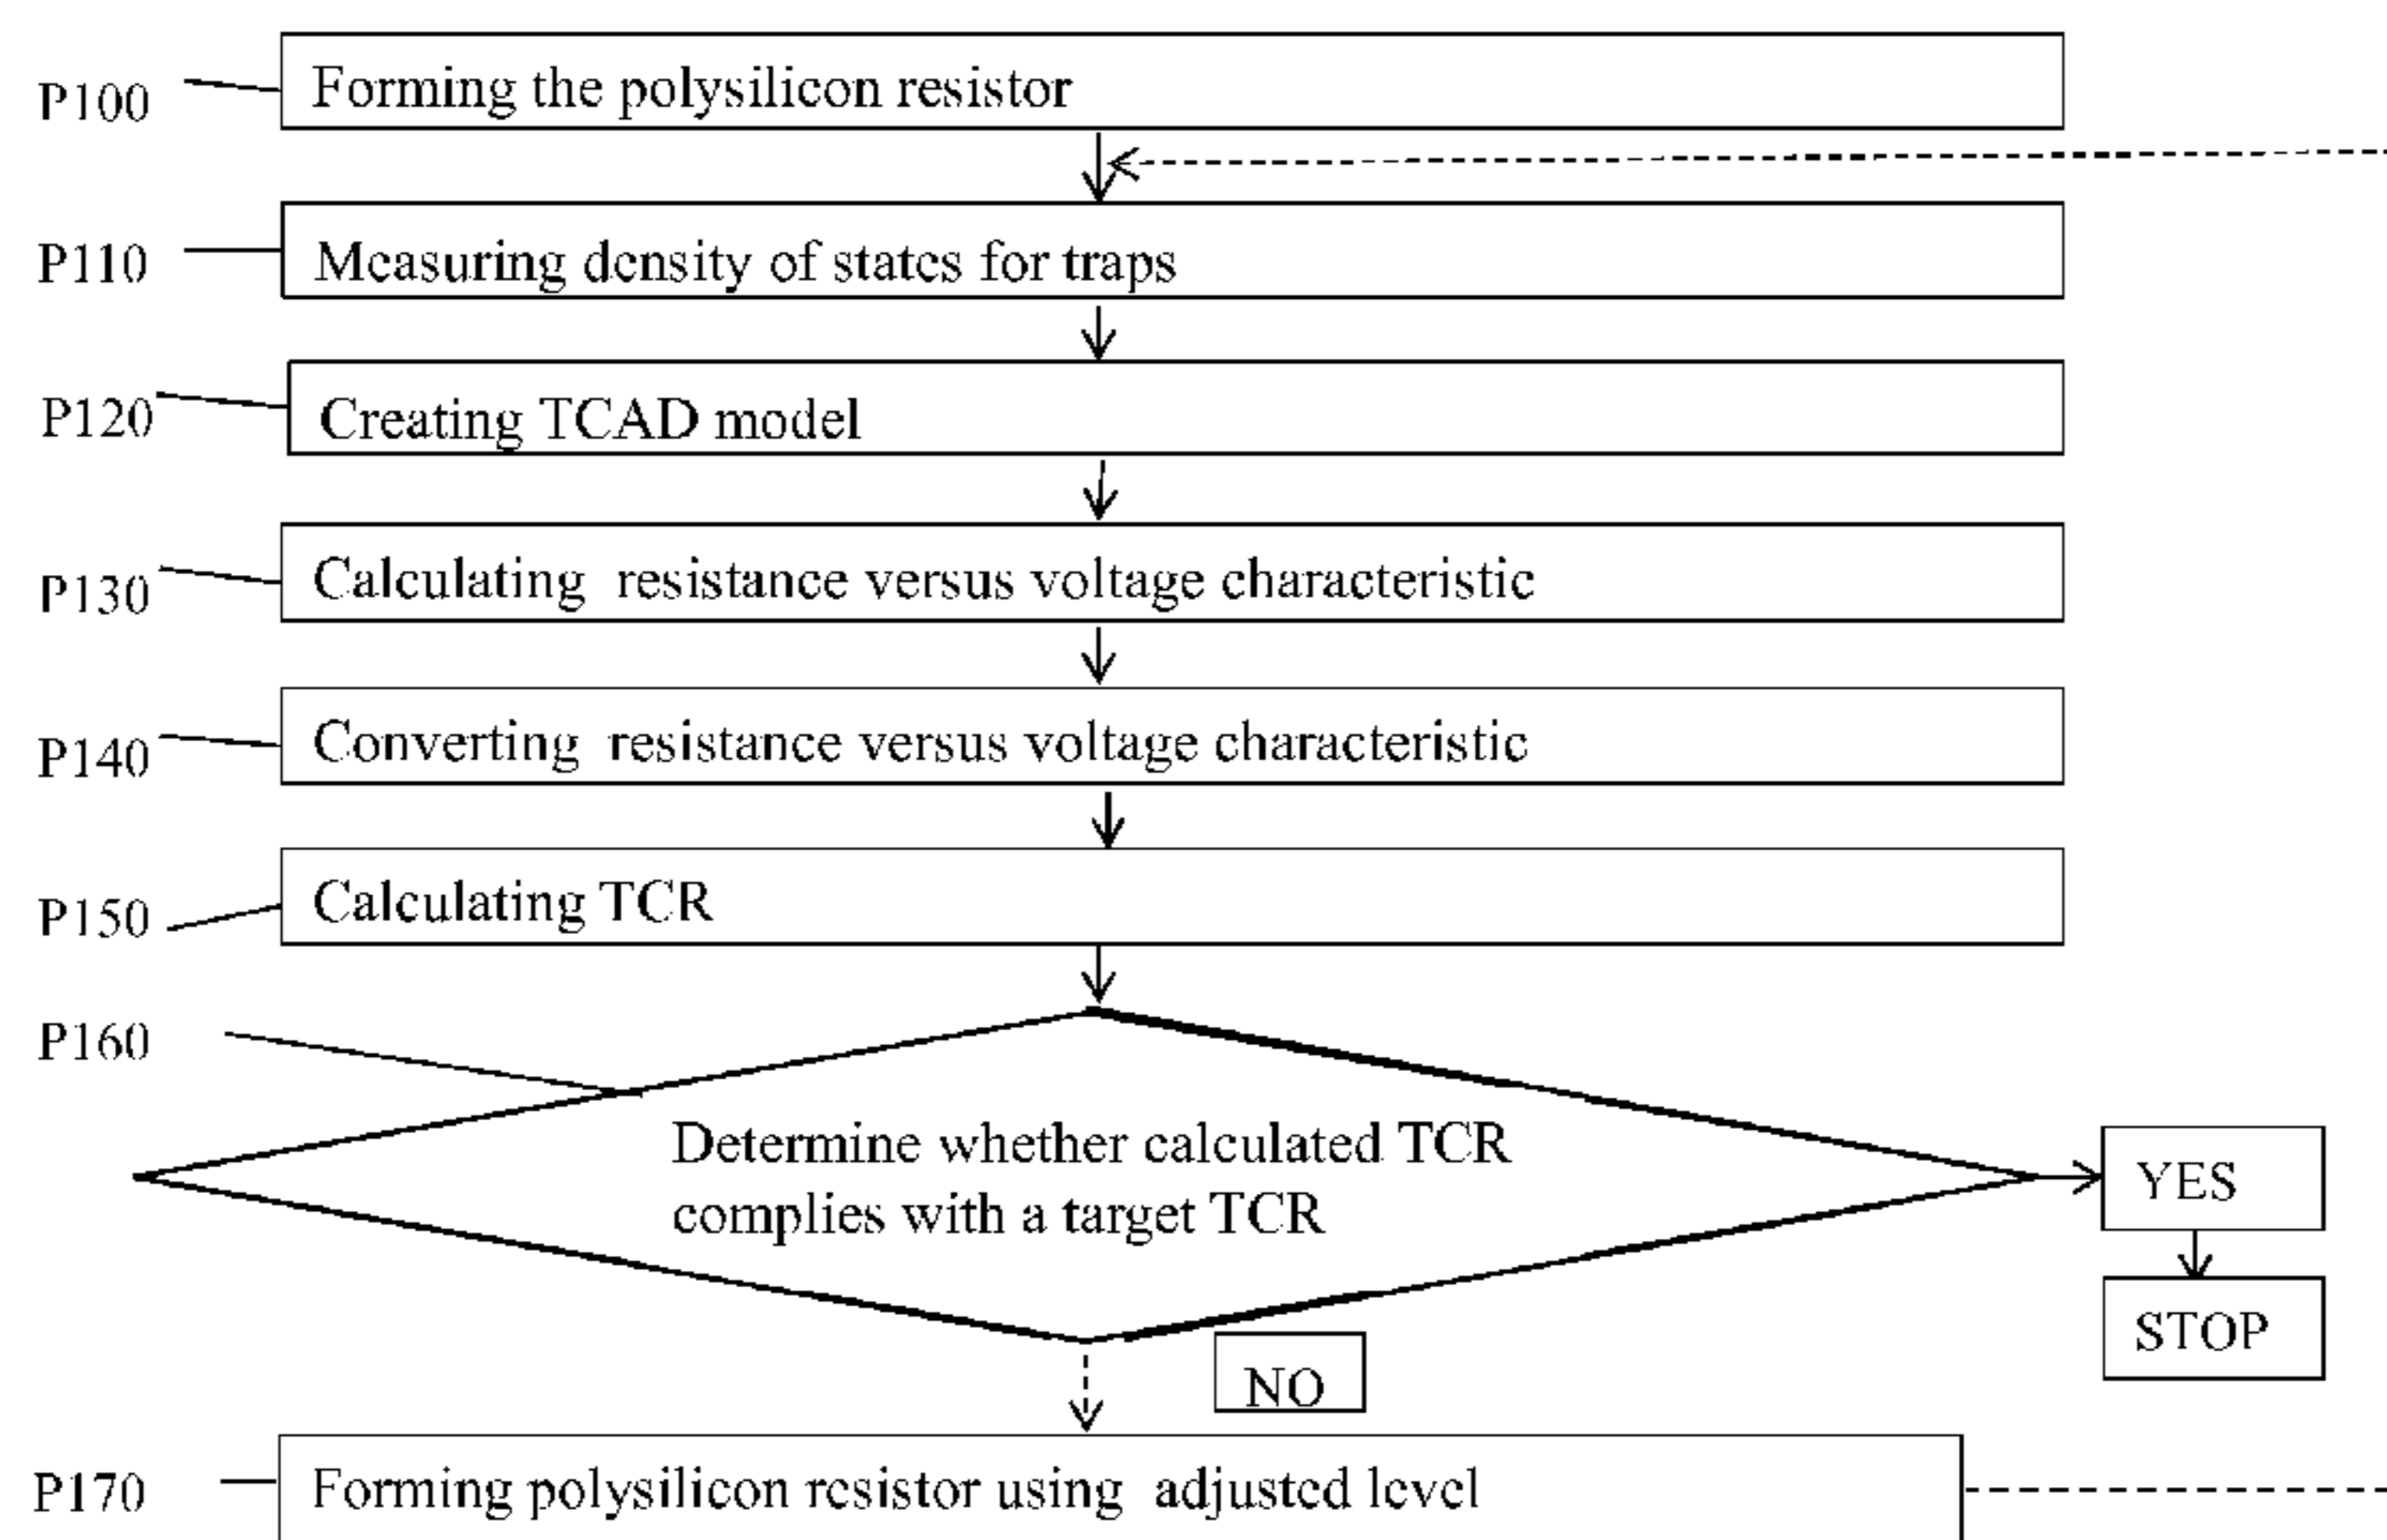 P100
Forming the polysilicon resistor
P110
Measuring density of states for traps
P120
Creating TCAD model
P130
Calculating resistance versus voltage characteristic
P140
Converting resistance versus voltage characteristic
P150
Calculating TCR
P160
Determine whether calculated TCR
complies with a target TCR
YES
STOP
NO
P170
Forming polysilicon resistor using adjusted level